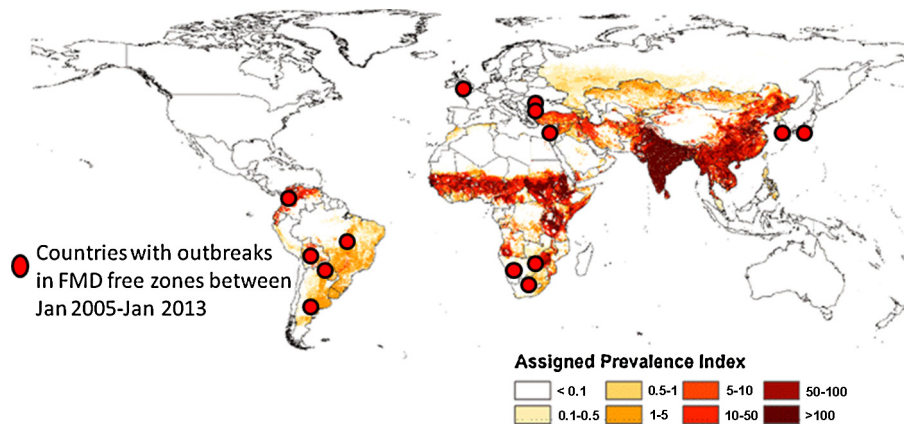 Countries with outbreaks
in FMD free zones between
Jan 2005-Jan 2013
Assigned Prevalence Index
< 0.1 0.5-1 5-10 50-100
0.1-0.5 1-5 10-50 >100